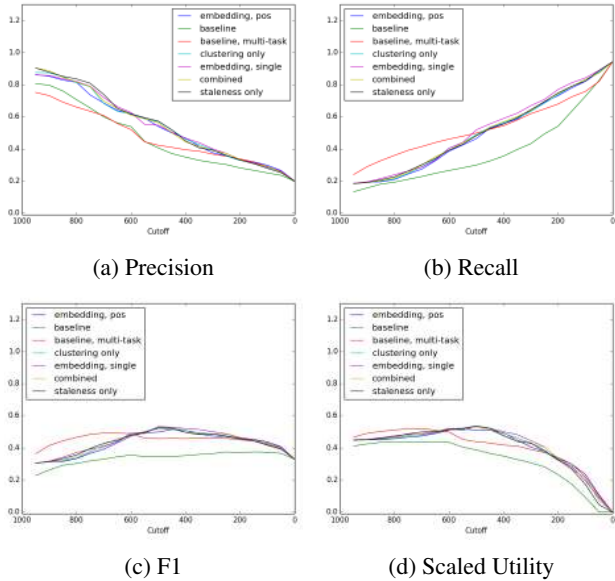 1.2
1.0
0.8
0.6
0.4
0.2
0.0
1000 800 600 400 200 0
Cutoff
embedding, pos
baseline
baseline, multi-task
clustering only
embedding, single
combined
staleness only
(a) Precision
1.2
1.0
0.8
0.6
0.4
0.2
0.0
1000 800 600 400 200 0
Cutoff
embedding, pos
baseline
baseline, multi-task
clustering only
embedding, single
combined
staleness only
(b) Recall
1.2
1.0
0.8
0.6
0.4
0.2
0.0
1000 800 600 400 200 0
Cutoff
embedding, pos
baseline
baseline, multi-task
clustering only
embedding, single
combined
staleness only
(c) F1
1.2
1.0
0.8
0.6
0.4
0.2
0.0
1000 800 600 400 200 0
Cutoff
embedding, pos
baseline
baseline, multi-task
clustering only
embedding, single
combined
staleness only
(d) Scaled Utility